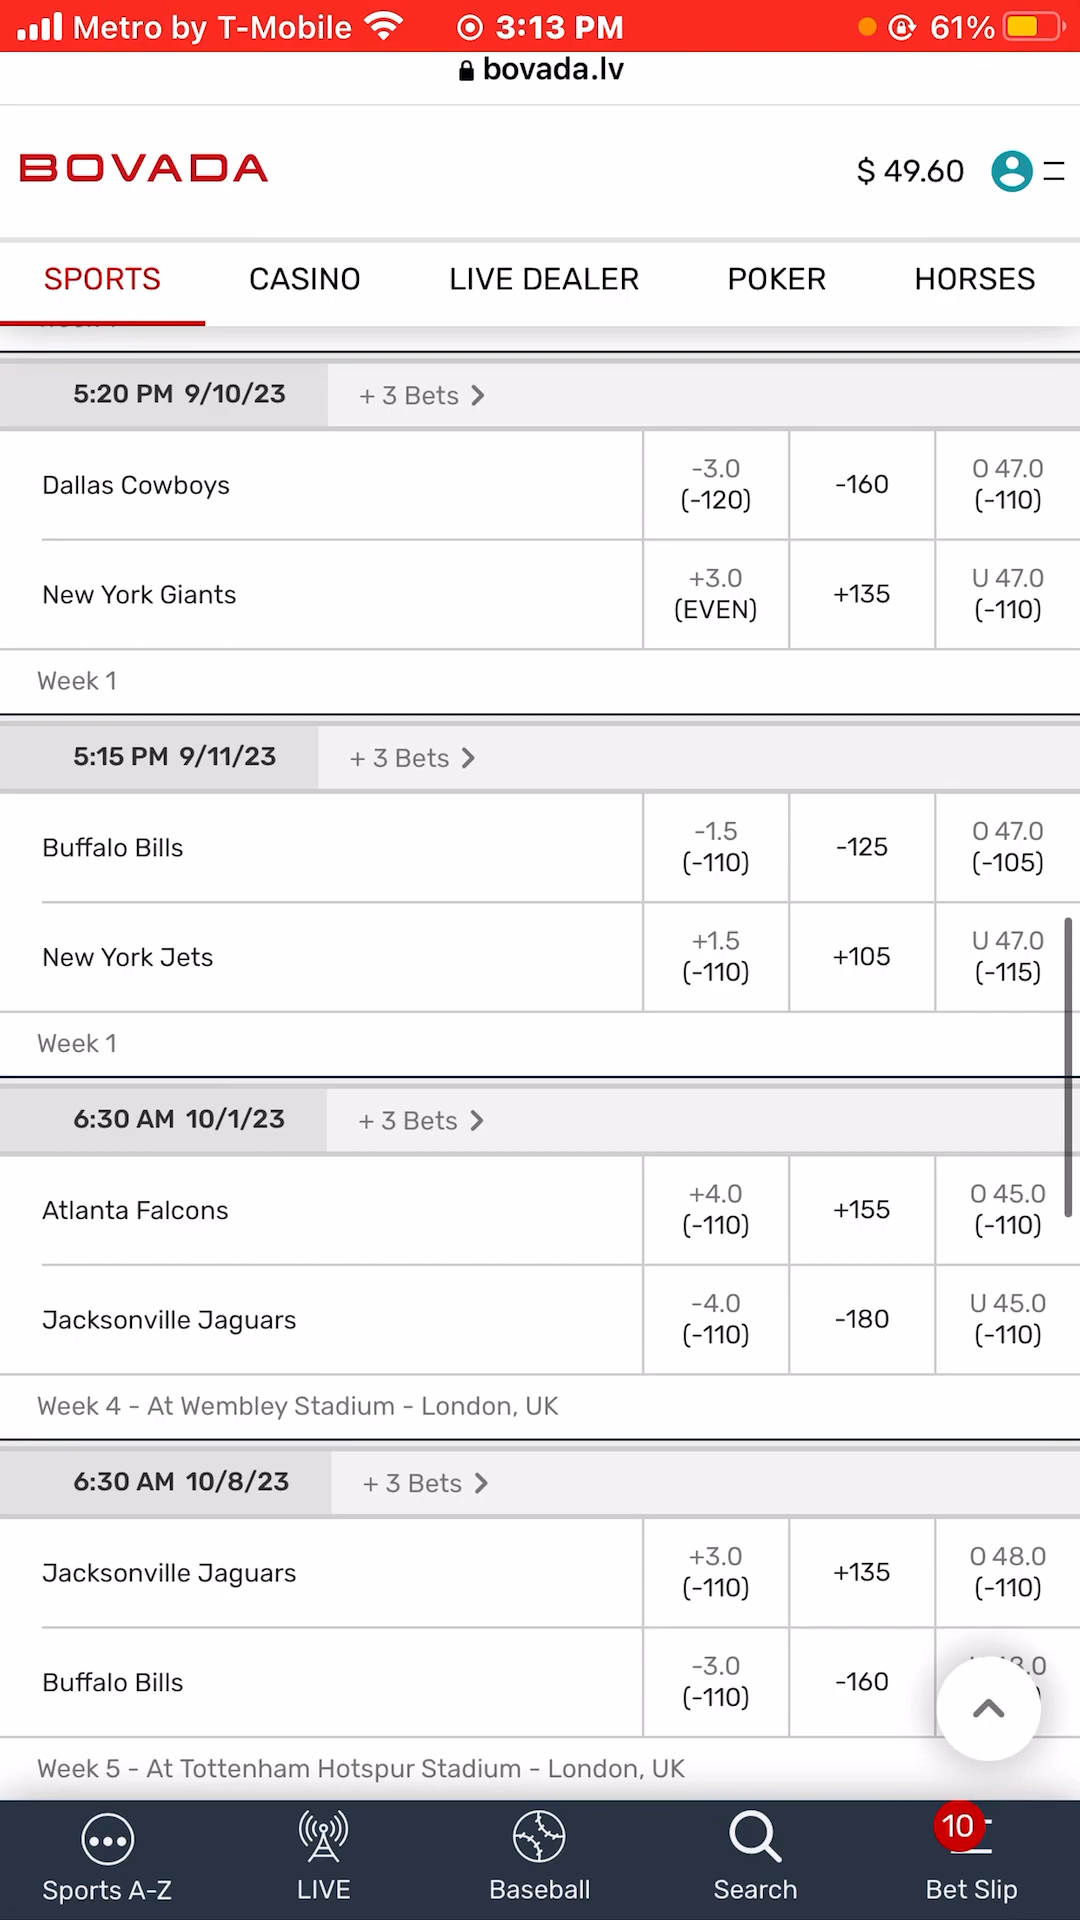 Metro by T-Mobile 3:13 PM 61%
bovada.lv
BOVADA $ 49.60
SPORTS CASINO LIVE DEALER POKER HORSES
5:20 PM 9/10/23 + 3 Bets
Dallas Cowboys -3.0 (-120) -160 O 47.0 (-110)
New York Giants +3.0 (EVEN) +135 U 47.0 (-110)
Week 1
5:15 PM 9/11/23 + 3 Bets
Buffalo Bills -1.5 (-110) -125 O 47.0 (-105)
New York Jets +1.5 (-110) +105 U 47.0 (-115)
Week 1
6:30 AM 10/1/23 + 3 Bets
Atlanta Falcons +4.0 (-110) +155 O 45.0 (-110)
Jacksonville Jaguars -4.0 (-110) -180 U 45.0 (-110)
Week 4 - At Wembley Stadium - London, UK
6:30 AM 10/8/23 + 3 Bets
Jacksonville Jaguars +3.0 (-110) +135 O 48.0 (-110)
Buffalo Bills -3.0 (-110) -160
Week 5 - At Tottenham Hotspur Stadium - London, UK
10
Sports A-Z LIVE Baseball Search Bet Slip